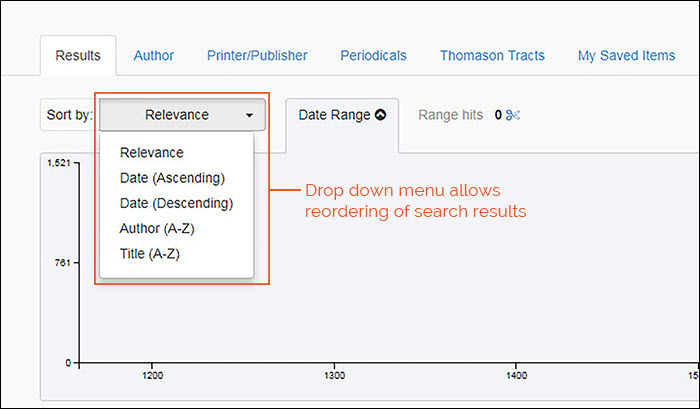 Results Author Printer/Publisher Periodicals Thomason Tracts My Saved Items
Sort by: Relevance Date Range Range hits 0
Relevance
Date (Ascending)
Date (Descending)
Author (A-Z)
Title (A-Z)
Drop down menu allows
reordering of search results
1,521
761
0
1200 1300 1400